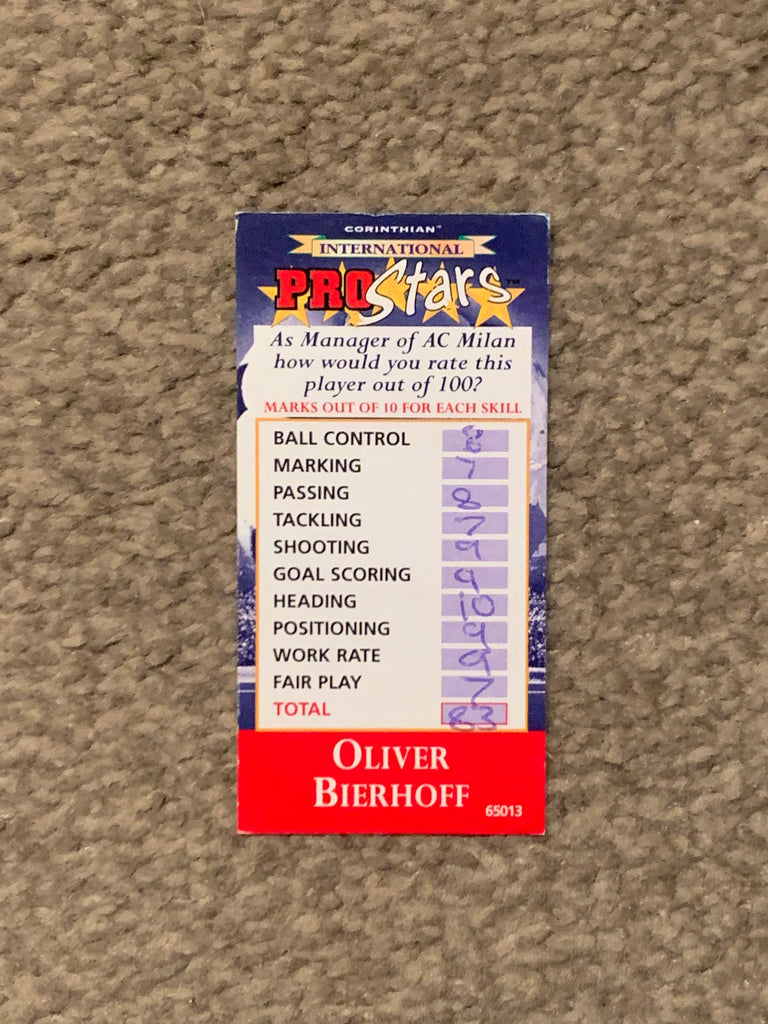 CORINTHIAN™
INTERNATIONAL
PROStars™
As Manager of AC Milan
how would you rate this
player out of 100?
MARKS OUT OF 10 FOR EACH SKILL
BALL CONTROL 8
MARKING 7
PASSING 8
TACKLING 7
SHOOTING 9
GOAL SCORING 9
HEADING 10
POSITIONING 9
WORK RATE 9
FAIR PLAY 7
TOTAL 83
OLIVER
BIERHOFF
65013